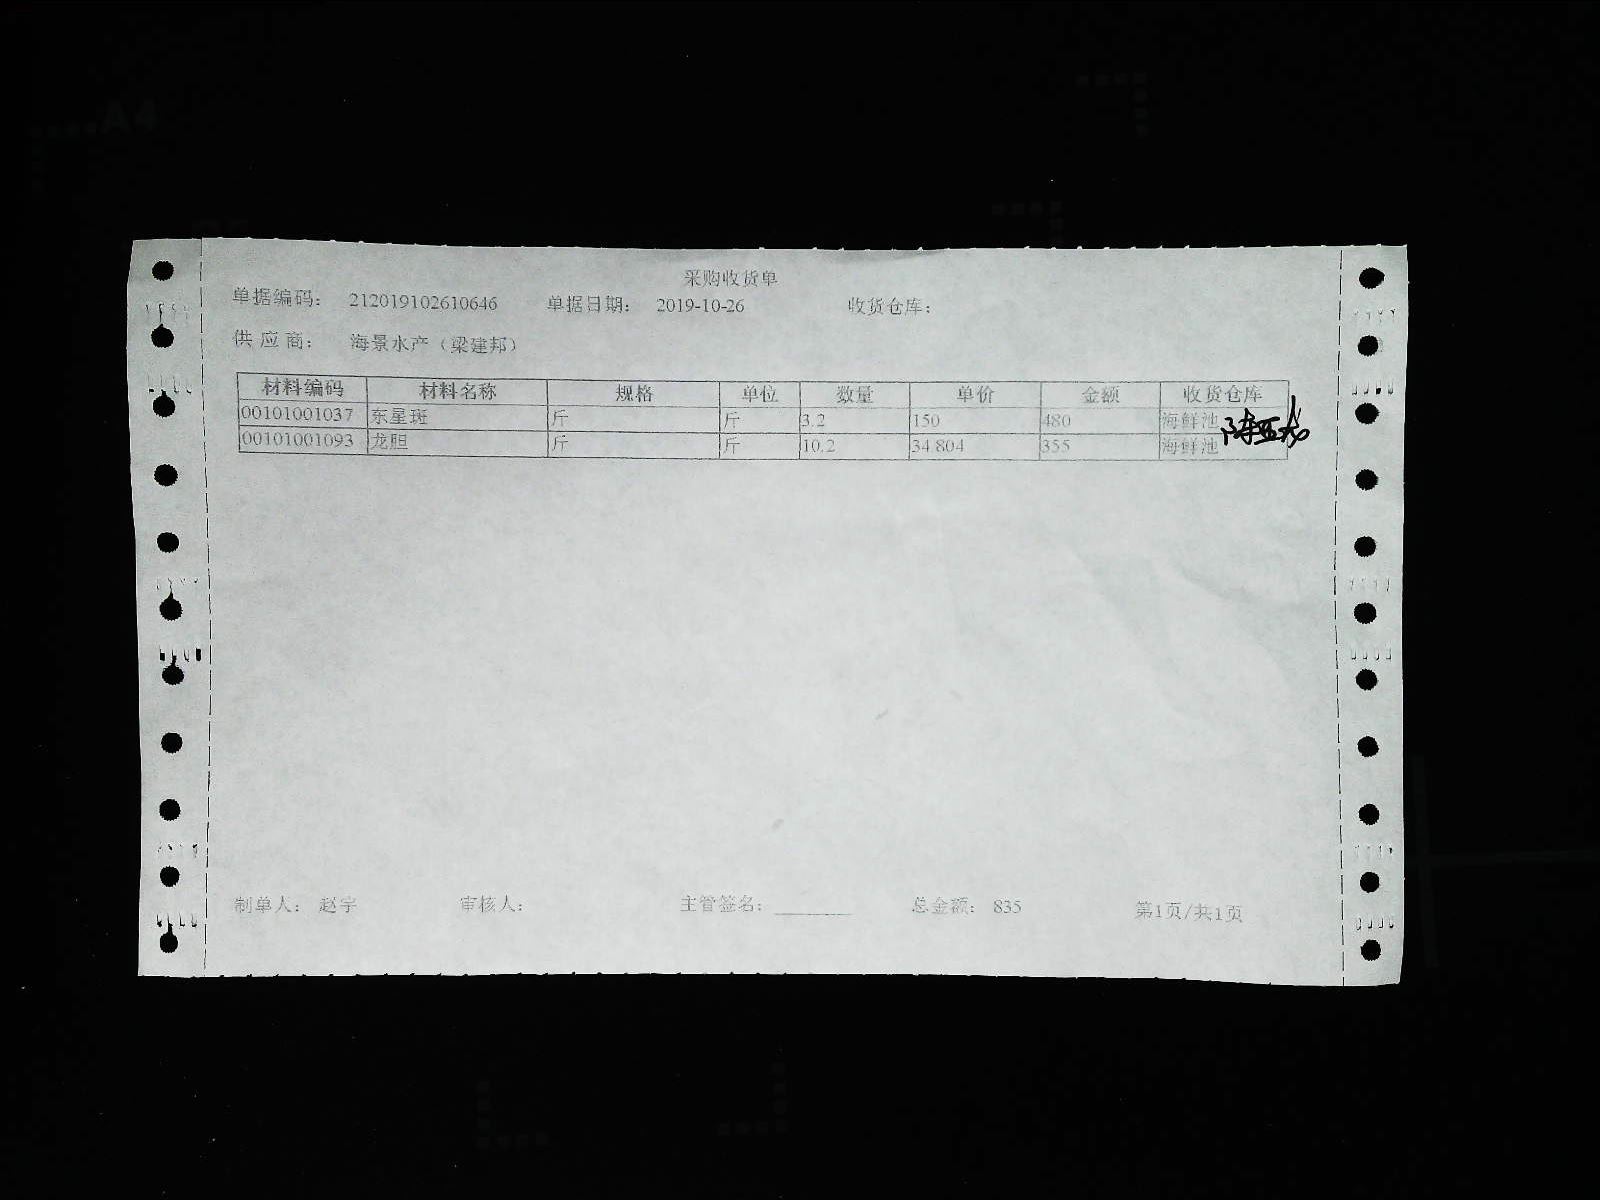 采购收货单
单据编码： 212019102610646 单据日期： 2019-10-26 收货仓库：
供 应 商： 海景水产（梁建邦）
材料编码 材料名称 规格 单位 数量 单价 金额 收货仓库
00101001037 东星斑 斤 斤 3.2 150 480 海鲜池
00101001093 龙胆 斤 斤 10.2 34.804 355 海鲜池
制单人： 赵宇 审核人： 主管签名： 总金额： 835 第1页/共1页